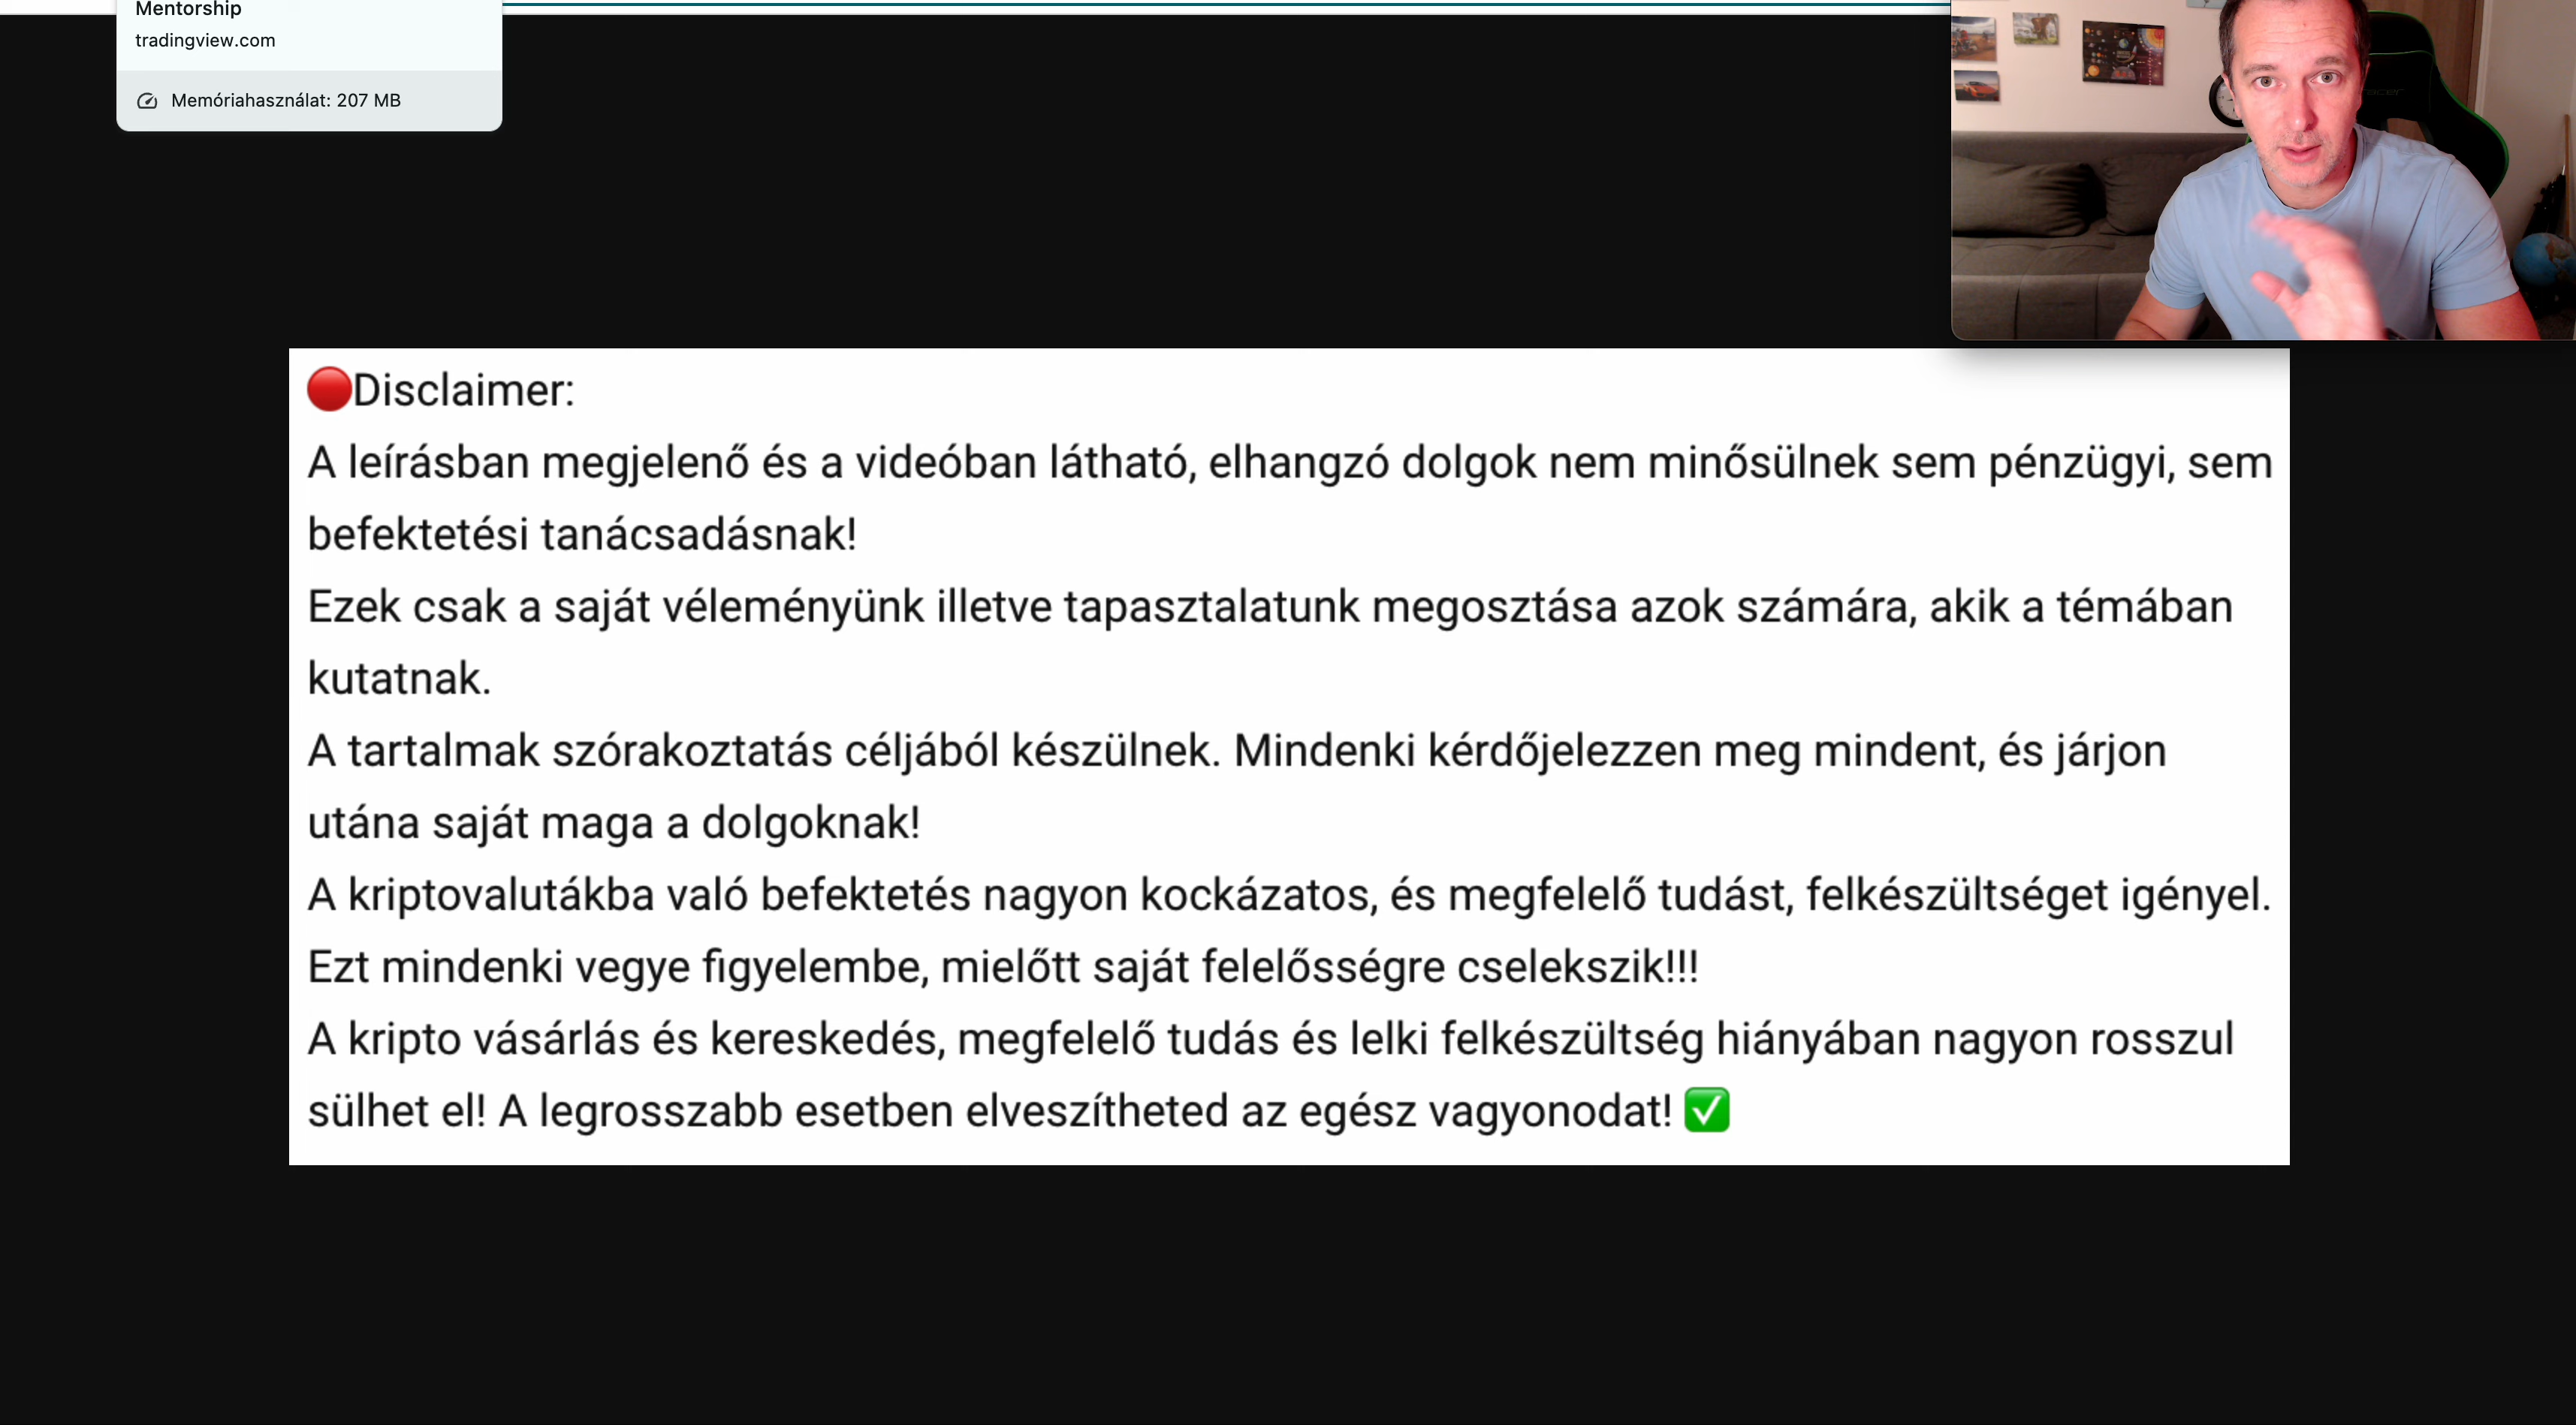 Mentorship
tradingview.com
Memóriahasználat: 207 MB
🔴Disclaimer:
A leírásban megjelenő és a videóban látható, elhangzó dolgok nem minősülnek sem pénzügyi, sem
befektetési tanácsadásnak!
Ezek csak a saját véleményünk illetve tapasztalatunk megosztása azok számára, akik a témában
kutatnak.
A tartalmak szórakoztatás céljából készülnek. Mindenki kérdőjelezzen meg mindent, és járjon
utána saját maga a dolgoknak!
A kriptovalutákba való befektetés nagyon kockázatos, és megfelelő tudást, felkészültséget igényel.
Ezt mindenki vegye figyelembe, mielőtt saját felelősségre cselekszik!!!
A kripto vásárlás és kereskedés, megfelelő tudás és lelki felkészültség hiányában nagyon rosszul
sülhet el! A legrosszabb esetben elveszítheted az egész vagyonodat! ✅